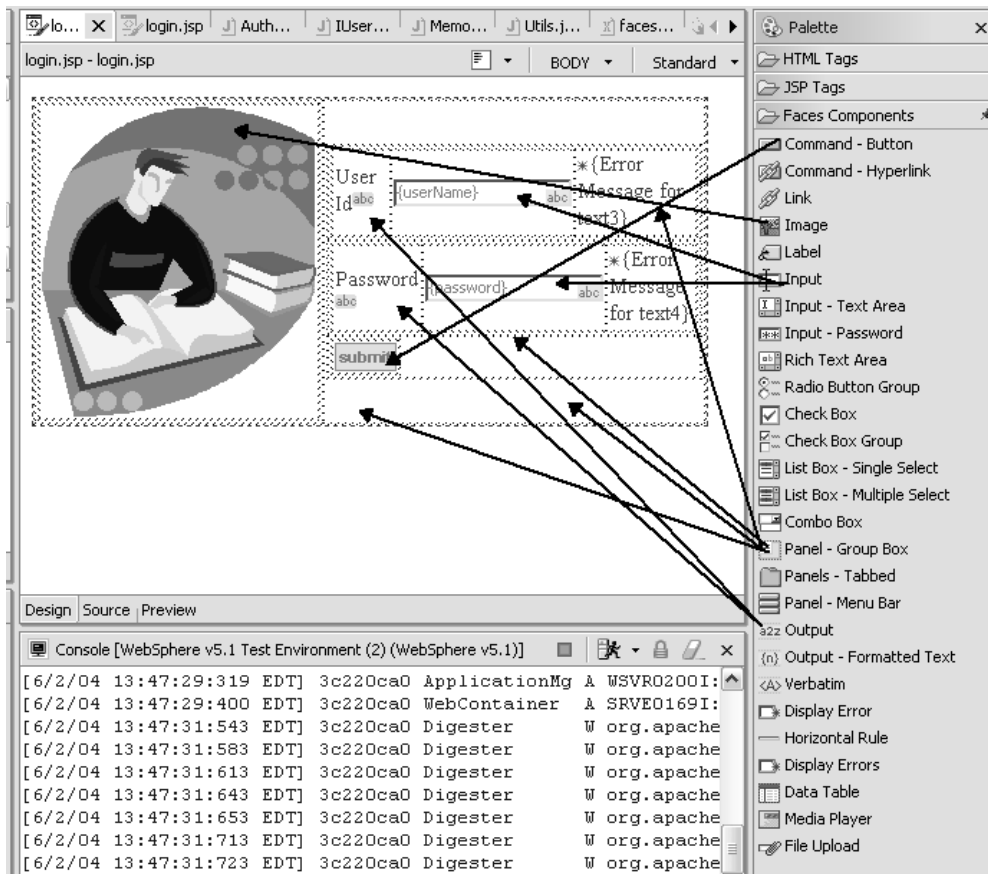 lo...
login.jsp
Auth...
IUser...
Memo...
Utils.j...
faces...
login.jsp - login.jsp
BODY
Standard
User
Id
abc
{userName}
abc
*{Error
Message for
text3}
Password
abc
{password}
abc
*{Error
Message
for text4}
submit
Design
Source
Preview
Console [WebSphere v5.1 Test Environment (2) (WebSphere v5.1)]
[6/2/04 13:47:29:319 EDT] 3c220ca0 ApplicationMg A WSVR0200I:
[6/2/04 13:47:29:400 EDT] 3c220ca0 WebContainer A SRVE0169I:
[6/2/04 13:47:31:543 EDT] 3c220ca0 Digester W org.apache
[6/2/04 13:47:31:583 EDT] 3c220ca0 Digester W org.apache
[6/2/04 13:47:31:613 EDT] 3c220ca0 Digester W org.apache
[6/2/04 13:47:31:643 EDT] 3c220ca0 Digester W org.apache
[6/2/04 13:47:31:653 EDT] 3c220ca0 Digester W org.apache
[6/2/04 13:47:31:713 EDT] 3c220ca0 Digester W org.apache
[6/2/04 13:47:31:723 EDT] 3c220ca0 Digester W org.apache
Palette
HTML Tags
JSP Tags
Faces Components
Command - Button
Command - Hyperlink
Link
Image
Label
Input
Input - Text Area
Input - Password
Rich Text Area
Radio Button Group
Check Box
Check Box Group
List Box - Single Select
List Box - Multiple Select
Combo Box
Panel - Group Box
Panels - Tabbed
Panel - Menu Bar
a2z Output
{n} Output - Formatted Text
<A> Verbatim
Display Error
Horizontal Rule
Display Errors
Data Table
Media Player
File Upload